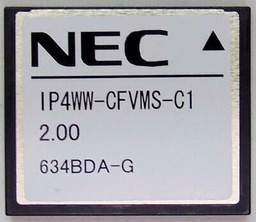 NEC
IP4WW-CFVMS-C1
2.00
634BDA-G